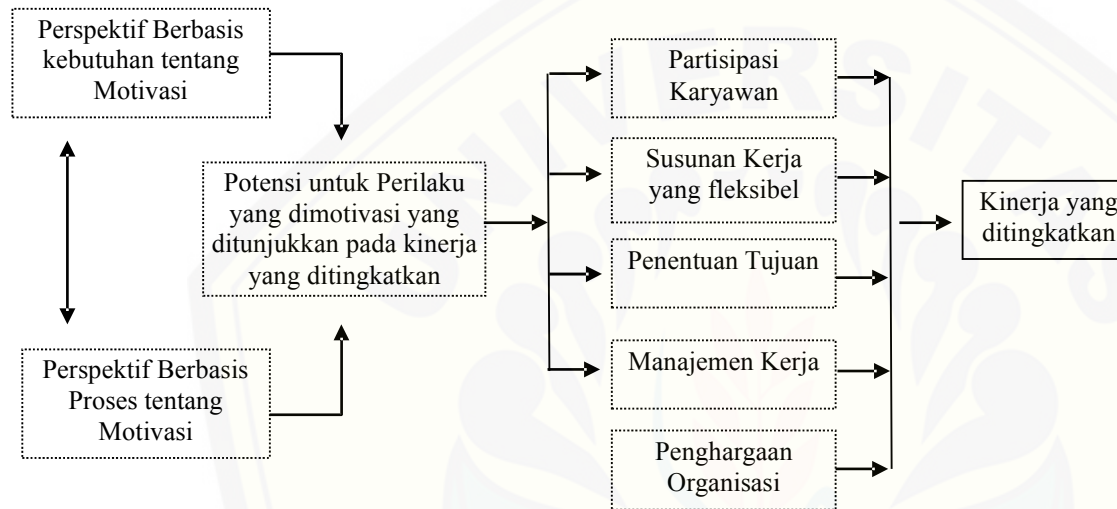 Perspektif Berbasis
kebutuhan tentang
Motivasi
Potensi untuk Perilaku
yang dimotivasi yang
ditunjukkan pada kinerja
yang ditingkatkan
Perspektif Berbasis
Proses tentang
Motivasi
Partisipasi
Karyawan
Susunan Kerja
yang fleksibel
Penentuan Tujuan
Manajemen Kerja
Penghargaan
Organisasi
Kinerja yang
ditingkatkan
UNIVERSITAS